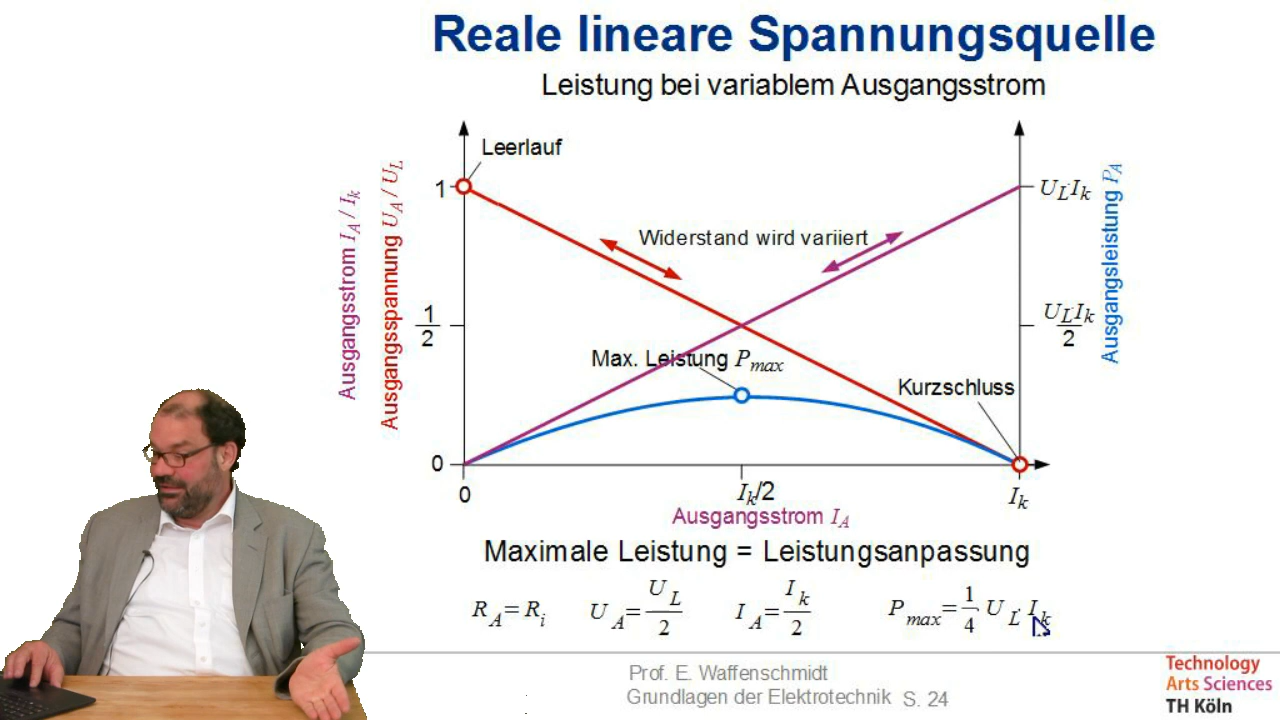 Reale lineare Spannungsquelle
Leistung bei variablem Ausgangsstrom
Leerlauf
Ausgangsstrom I_A / I_k
Ausgangsspannung U_A / U_L
1
1/2
0
Widerstand wird variiert
Max. Leistung P_max
Kurzschluss
U_L·I_k
U_L·I_k/2
Ausgangsleistung P_A
0
I_k/2
I_k
Ausgangsstrom I_A
Maximale Leistung = Leistungsanpassung
R_A=R_i U_A=U_L/2 I_A=I_k/2 P_max=1/4 U_L·I_k
Prof. E. Waffenschmidt
Grundlagen der Elektrotechnik S. 24
Technology
Arts Sciences
TH Köln